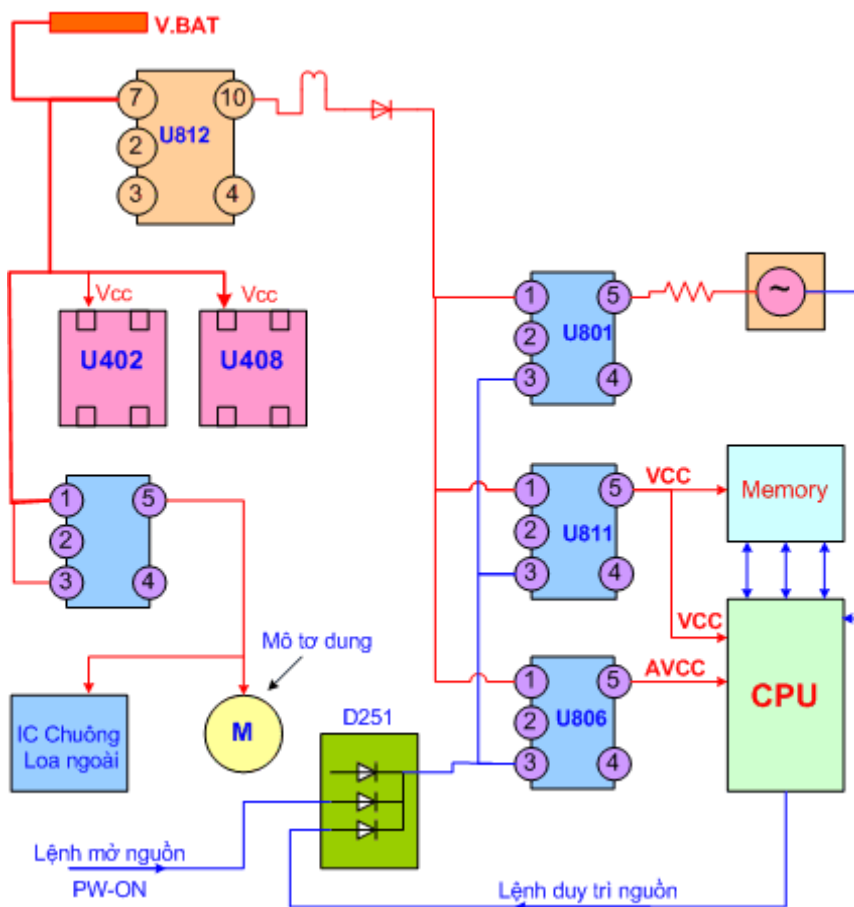 V.BAT
7
10
U812
2
3
4
Vcc
Vcc
U402
U408
1
5
2
3
4
1
5
U801
2
3
4
~
1
5
U811
2
3
4
VCC
Memory
VCC
1
5
U806
2
3
4
AVCC
CPU
Mô tơ dung
M
IC Chuông
Loa ngoài
D251
Lệnh mở nguồn
PW-ON
Lệnh duy trì nguồn